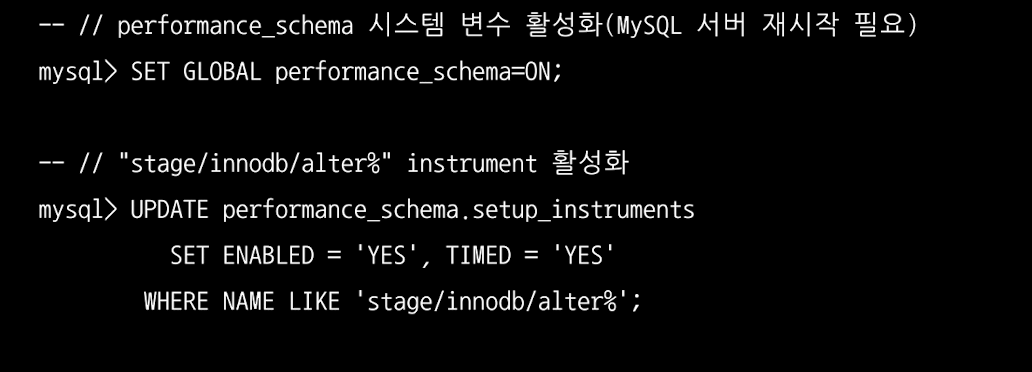 -- // performance_schema 시스템 변수 활성화(MySQL 서버 재시작 필요)
mysql> SET GLOBAL performance_schema=ON;
-- // "stage/innodb/alter%" instrument 활성화
mysql> UPDATE performance_schema.setup_instruments
SET ENABLED = 'YES', TIMED = 'YES'
WHERE NAME LIKE 'stage/innodb/alter%';